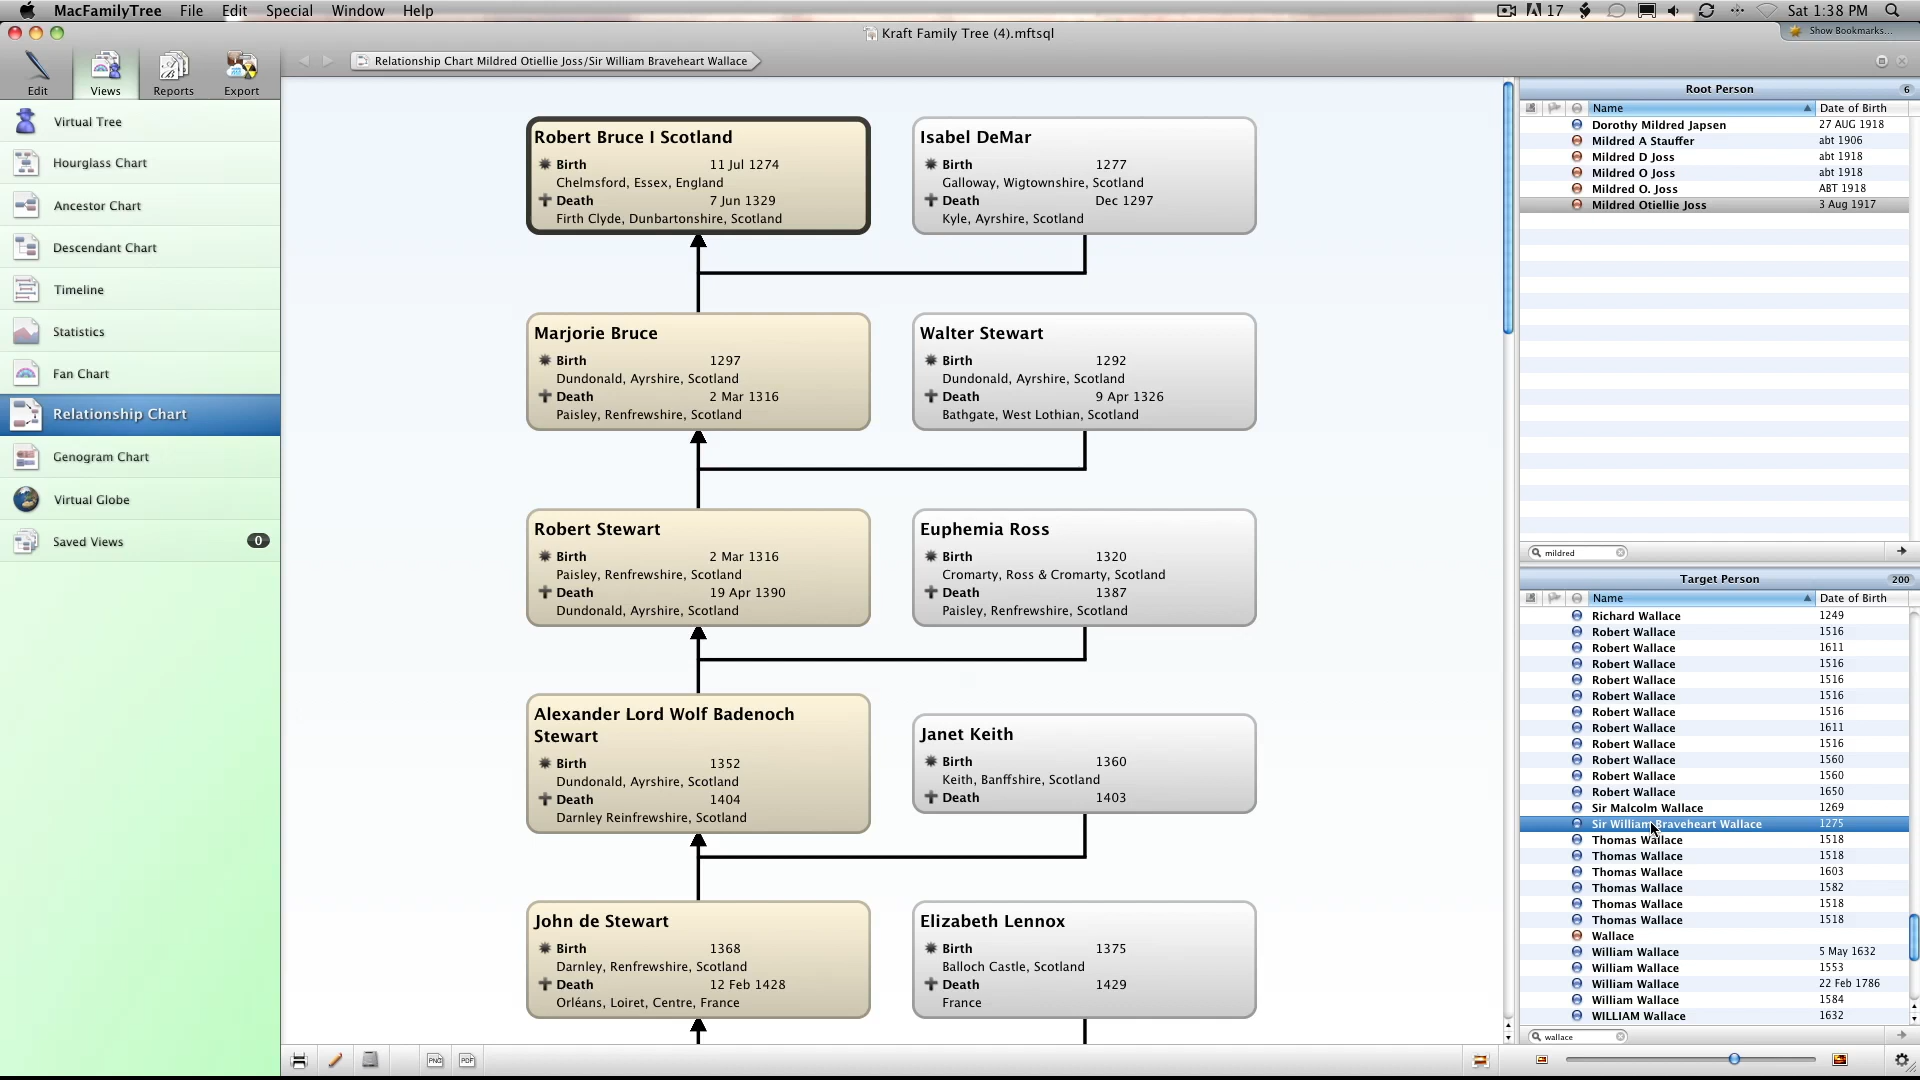 MacFamilyTree File Edit Special Window Help
17 Sat 1:38 PM
Kraft Family Tree (4).mftsql
Show Bookmarks...
Edit Views Reports Export
Relationship Chart Mildred Otiellie Joss/Sir William Braveheart Wallace
Virtual Tree
Hourglass Chart
Ancestor Chart
Descendant Chart
Timeline
Statistics
Fan Chart
Relationship Chart
Genogram Chart
Virtual Globe
Saved Views 0
Robert Bruce I Scotland
Birth 11 Jul 1274
Chelmsford, Essex, England
Death 7 Jun 1329
Firth Clyde, Dunbartonshire, Scotland
Isabel DeMar
Birth 1277
Galloway, Wigtownshire, Scotland
Death Dec 1297
Kyle, Ayrshire, Scotland
Marjorie Bruce
Birth 1297
Dundonald, Ayrshire, Scotland
Death 2 Mar 1316
Paisley, Renfrewshire, Scotland
Walter Stewart
Birth 1292
Dundonald, Ayrshire, Scotland
Death 9 Apr 1326
Bathgate, West Lothian, Scotland
Robert Stewart
Birth 2 Mar 1316
Paisley, Renfrewshire, Scotland
Death 19 Apr 1390
Dundonald, Ayrshire, Scotland
Euphemia Ross
Birth 1320
Cromarty, Ross & Cromarty, Scotland
Death 1387
Paisley, Renfrewshire, Scotland
Alexander Lord Wolf Badenoch
Stewart
Birth 1352
Dundonald, Ayrshire, Scotland
Death 1404
Darnley Reinfrewshire, Scotland
Janet Keith
Birth 1360
Keith, Banffshire, Scotland
Death 1403
John de Stewart
Birth 1368
Darnley, Renfrewshire, Scotland
Death 12 Feb 1428
Orléans, Loiret, Centre, France
Elizabeth Lennox
Birth 1375
Balloch Castle, Scotland
Death 1429
France
PNG PDF
Root Person 6
Name Date of Birth
Dorothy Mildred Japsen 27 AUG 1918
Mildred A Stauffer abt 1906
Mildred D Joss abt 1918
Mildred O Joss abt 1918
Mildred O. Joss ABT 1918
Mildred Otiellie Joss 3 Aug 1917
mildred
Target Person 200
Name Date of Birth
Richard Wallace 1249
Robert Wallace 1516
Robert Wallace 1611
Robert Wallace 1516
Robert Wallace 1516
Robert Wallace 1516
Robert Wallace 1516
Robert Wallace 1611
Robert Wallace 1516
Robert Wallace 1560
Robert Wallace 1560
Robert Wallace 1650
Sir Malcolm Wallace 1269
Sir William Braveheart Wallace 1275
Thomas Wallace 1518
Thomas Wallace 1518
Thomas Wallace 1603
Thomas Wallace 1582
Thomas Wallace 1518
Thomas Wallace 1518
Wallace
William Wallace 5 May 1632
William Wallace 1553
William Wallace 22 Feb 1786
William Wallace 1584
WILLIAM Wallace 1632
wallace